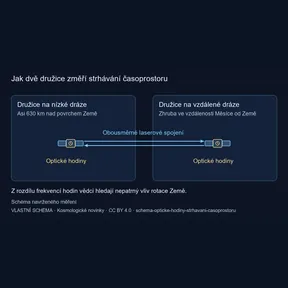 Jak dvě družice změří strhávání časoprostoru
Družice na nízké dráze
Asi 630 km nad povrchem Země
Družice na vzdálené dráze
Zhruba ve vzdálenosti Měsíce od Země
Obousměrné laserové spojení
Optické hodiny
Optické hodiny
Z rozdílu frekvencí hodin vědci hledají nepatrný vliv rotace Země.
Schéma navrženého měření
VLASTNÍ SCHÉMA · Kosmologické novinky · CC BY 4.0 · schema-opticke-hodiny-strhavani-casoprostoru